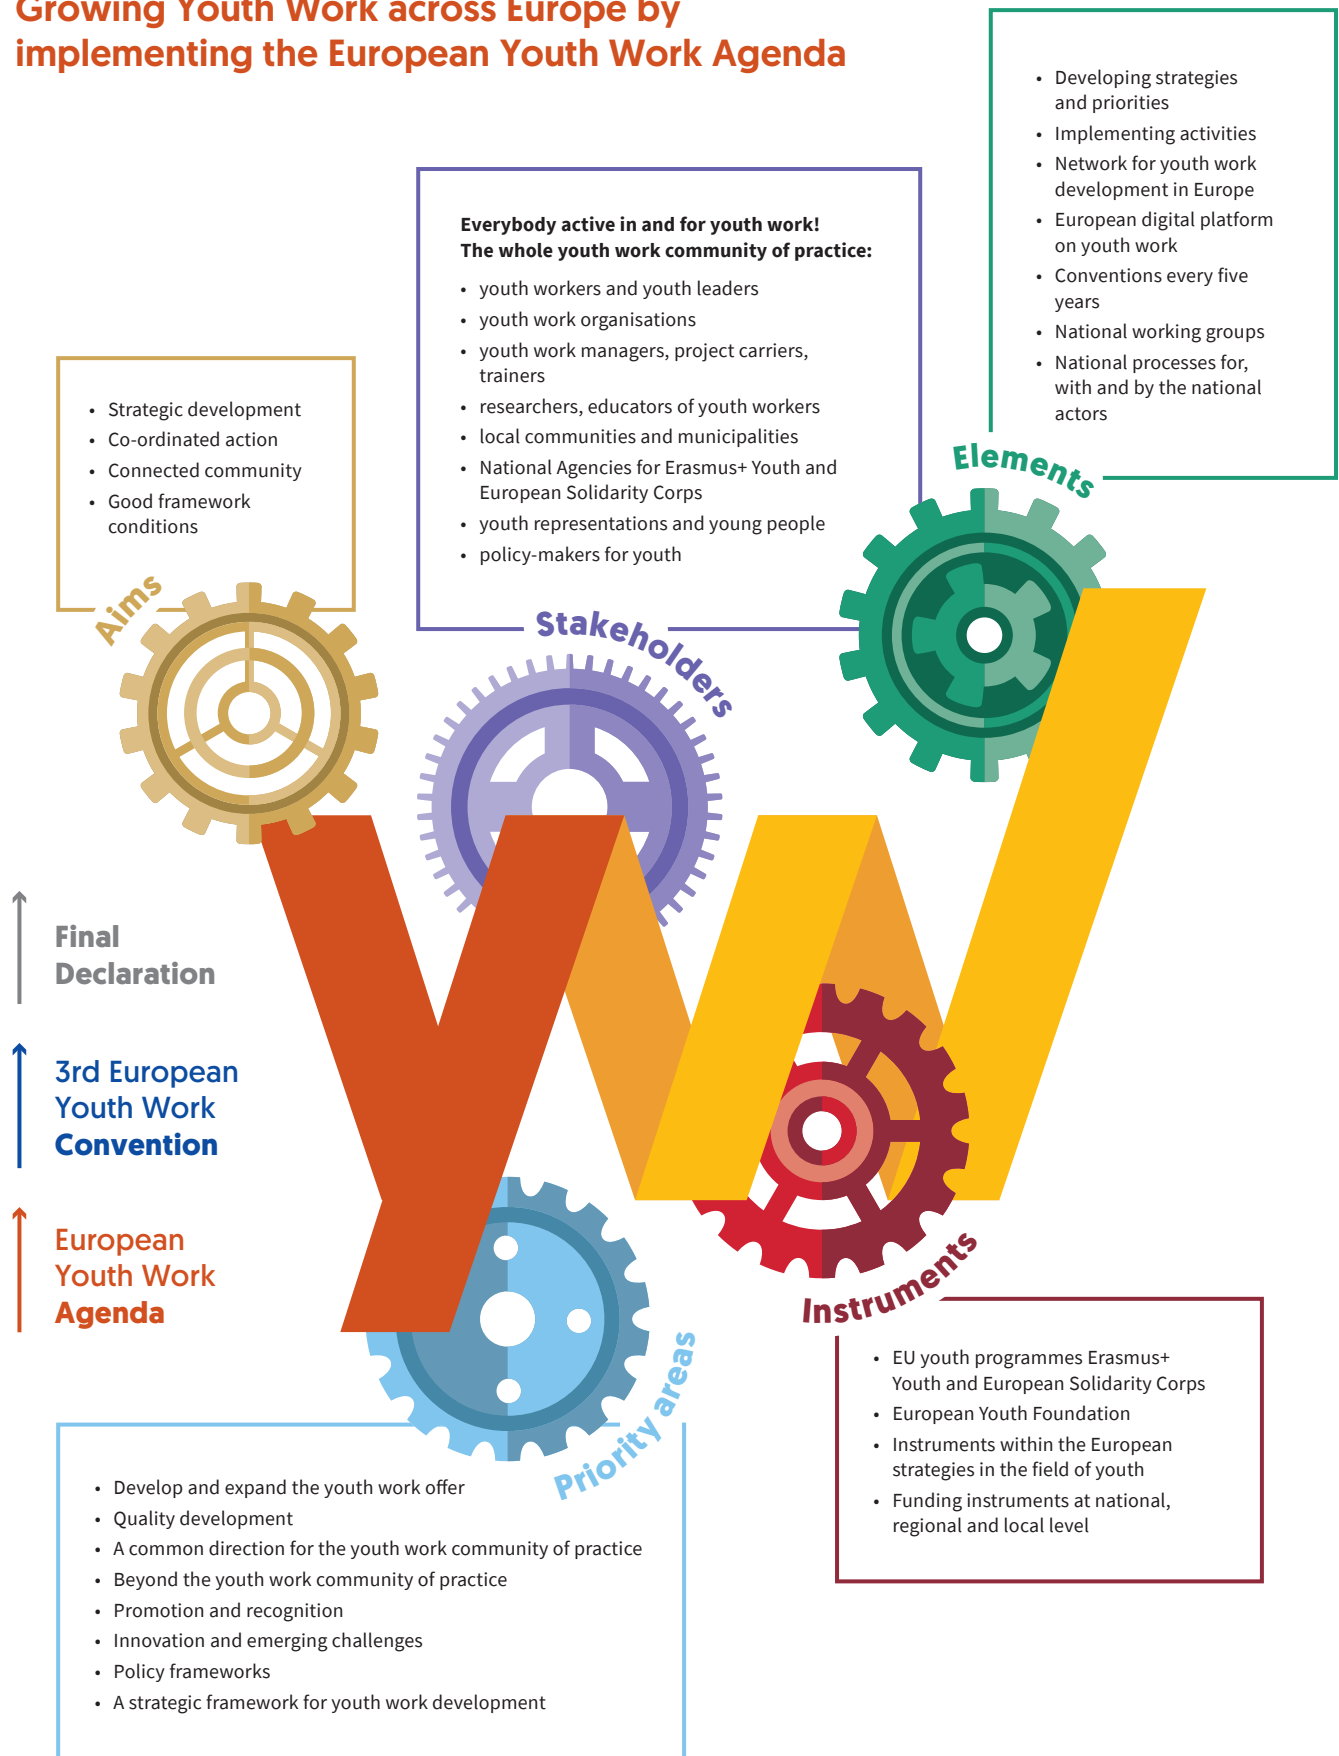 Growing Youth Work across Europe by
implementing the European Youth Work Agenda
• Developing strategies
and priorities
• Implementing activities
• Network for youth work
development in Europe
• European digital platform
on youth work
• Conventions every five
years
• National working groups
• National processes for,
with and by the national
actors
Elements
Everybody active in and for youth work!
The whole youth work community of practice:
• youth workers and youth leaders
• youth work organisations
• youth work managers, project carriers,
trainers
• researchers, educators of youth workers
• local communities and municipalities
• National Agencies for Erasmus+ Youth and
European Solidarity Corps
• youth representations and young people
• policy-makers for youth
Stakeholders
• Strategic development
• Co-ordinated action
• Connected community
• Good framework
conditions
Aims
YW
Final
Declaration
3rd European
Youth Work
Convention
European
Youth Work
Agenda
Instruments
• EU youth programmes Erasmus+
Youth and European Solidarity Corps
• European Youth Foundation
• Instruments within the European
strategies in the field of youth
• Funding instruments at national,
regional and local level
Priority areas
• Develop and expand the youth work offer
• Quality development
• A common direction for the youth work community of practice
• Beyond the youth work community of practice
• Promotion and recognition
• Innovation and emerging challenges
• Policy frameworks
• A strategic framework for youth work development